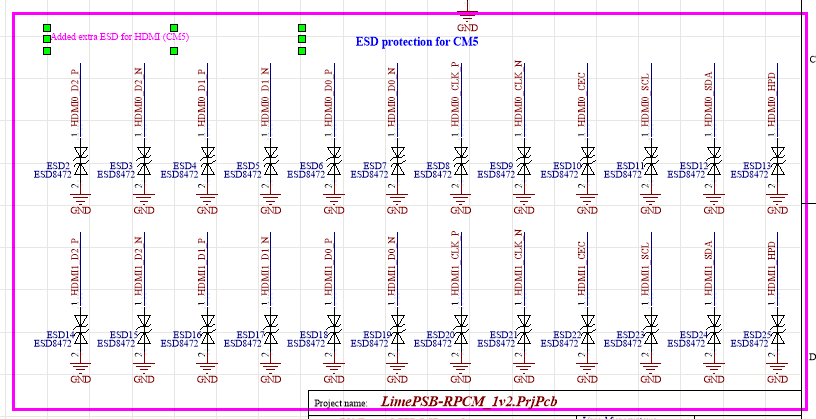 GND
Added extra ESD for HDMI (CM5)
ESD protection for CM5
C
HDMI0_D2_P
HDMI0_D2_N
HDMI0_D1_P
HDMI0_D1_N
HDMI0_D0_P
HDMI0_D0_N
HDMI0_CLK_P
HDMI0_CLK_N
HDMI0_CEC
HDMI0_SCL
HDMI0_SDA
HDMI0_HPD
1 1 1 1 1 1 1 1 1 1 1 1
ESD2 ESD3 ESD4 ESD5 ESD6 ESD7 ESD8 ESD9 ESD10 ESD11 ESD12 ESD13
ESD8472 ESD8472 ESD8472 ESD8472 ESD8472 ESD8472 ESD8472 ESD8472 ESD8472 ESD8472 ESD8472 ESD8472
2 2 2 2 2 2 2 2 2 2 2 2
GND GND GND GND GND GND GND GND GND GND GND GND
HDMI1_D2_P
HDMI1_D2_N
HDMI1_D1_P
HDMI1_D1_N
HDMI1_D0_P
HDMI1_D0_N
HDMI1_CLK_P
HDMI1_CLK_N
HDMI1_CEC
HDMI1_SCL
HDMI1_SDA
HDMI1_HPD
1 1 1 1 1 1 1 1 1 1 1 1
ESD14 ESD15 ESD16 ESD17 ESD18 ESD19 ESD20 ESD21 ESD22 ESD23 ESD24 ESD25
ESD8472 ESD8472 ESD8472 ESD8472 ESD8472 ESD8472 ESD8472 ESD8472 ESD8472 ESD8472 ESD8472 ESD8472
2 2 2 2 2 2 2 2 2 2 2 2
GND GND GND GND GND GND GND GND GND GND GND GND
D
Project name: LimePSB-RPCM_1v2.PrjPcb